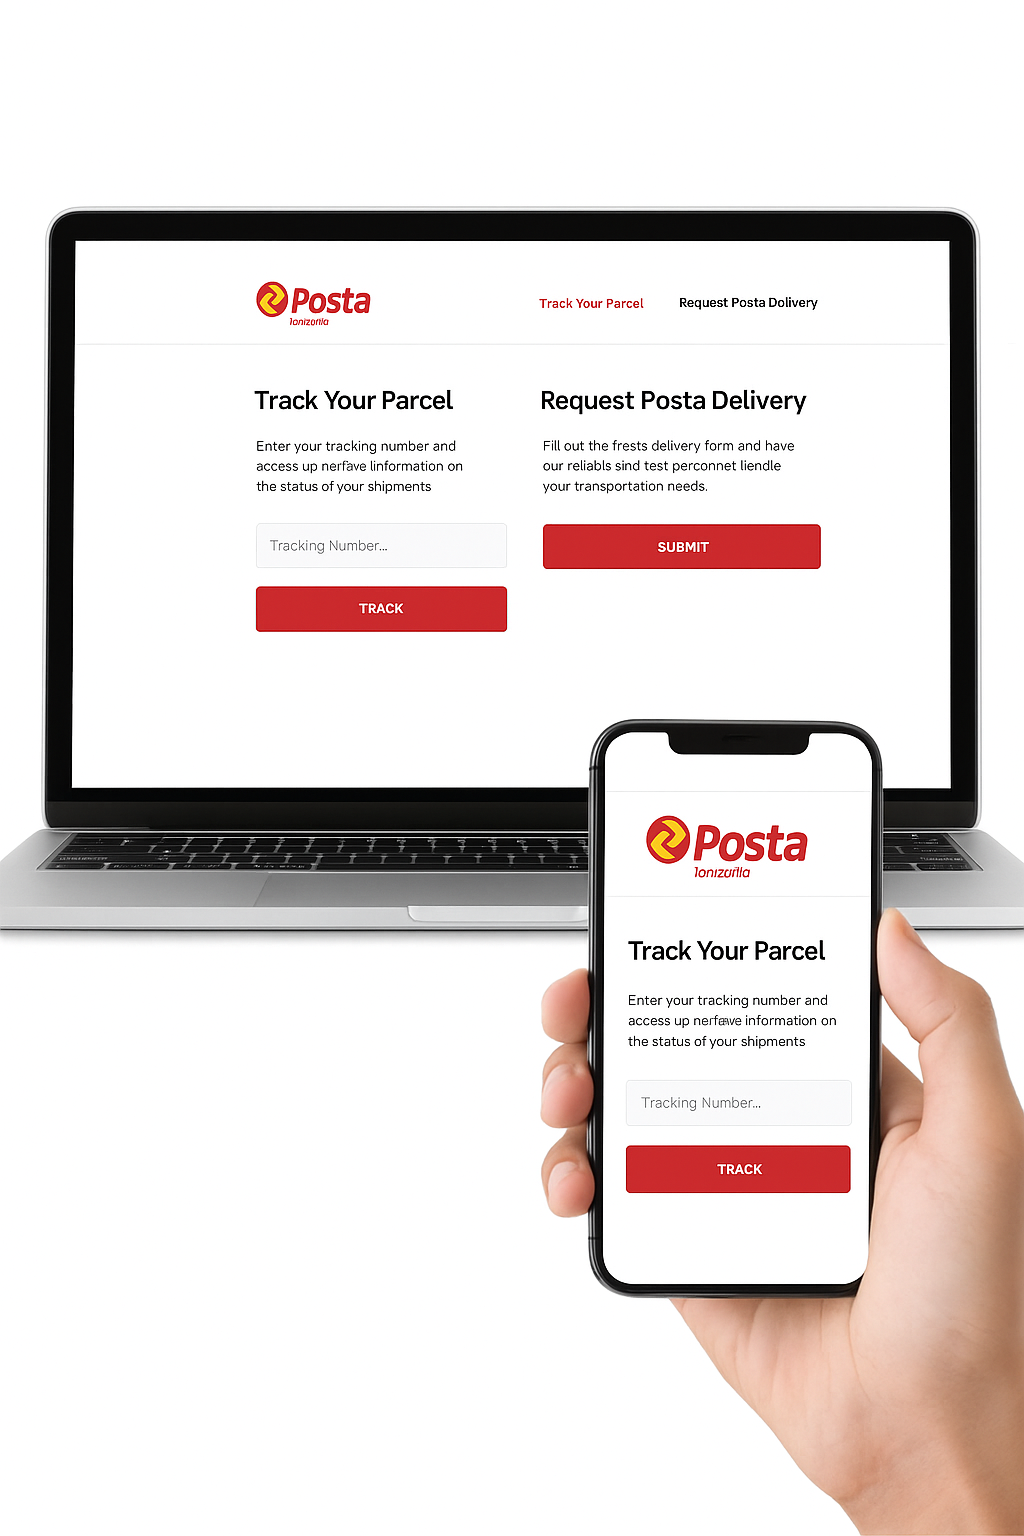 Posta
Ionizoñla
Track Your Parcel
Request Posta Dolivery
Track Your Parcel
Enter your tracking number and
access up nerfave linformation on
the status of your shipments
Tracking Number...
TRACK
Request Posta Delivery
Fill out the frests delivery form and have
our reliabls sind test perconnet liendle
your transportation needs.
SUBMIT
Posta
Track Your Parcel
Enter your tracking number and
access up information on
the status of your shipments
Tracking Number...
TRACK